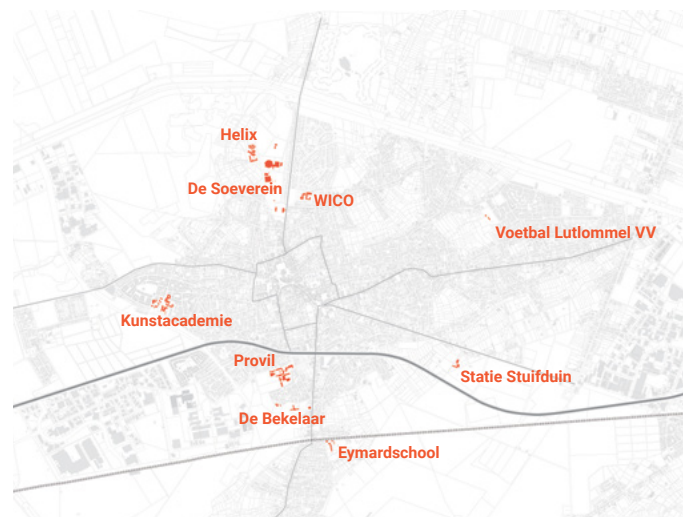 Helix
De Soeverein
WICO
Voetbal Lutlommel VV
Kunstacademie
Provil
Statie Stuifduin
De Bekelaar
Eymardschool